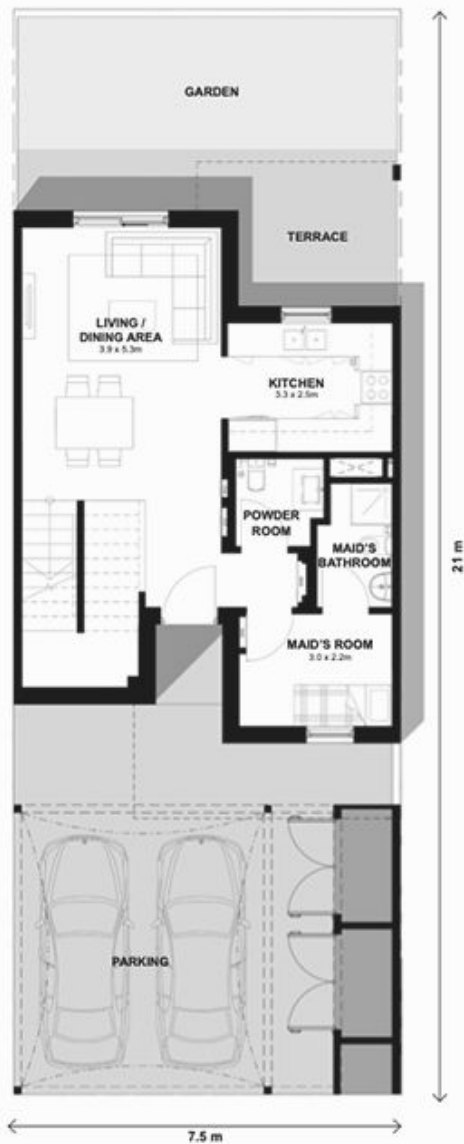 GARDEN
TERRACE
LIVING /
DINING AREA
3.9 x 5.3m
KITCHEN
3.3 x 2.5m
POWDER
ROOM
MAID'S
BATHROOM
21 m
MAID'S ROOM
3.0 x 2.2m
PARKING
7.5 m